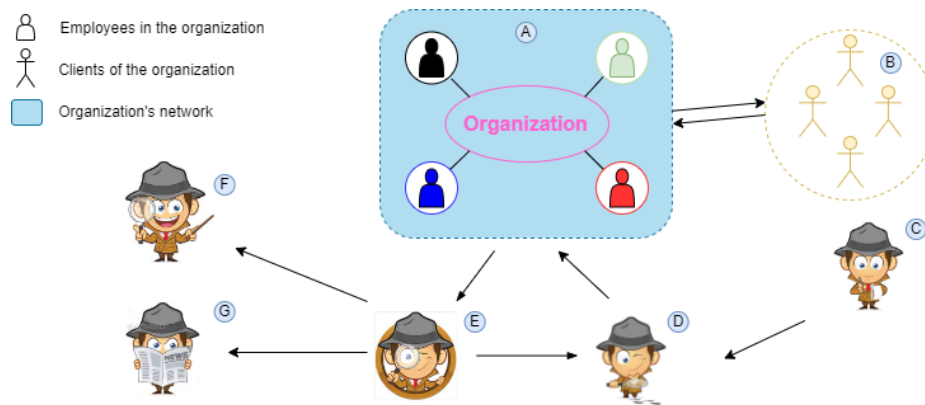 Employees in the organization
Clients of the organization
Organization's network
A
B
Organization
F
C
G
E
D
NEWS